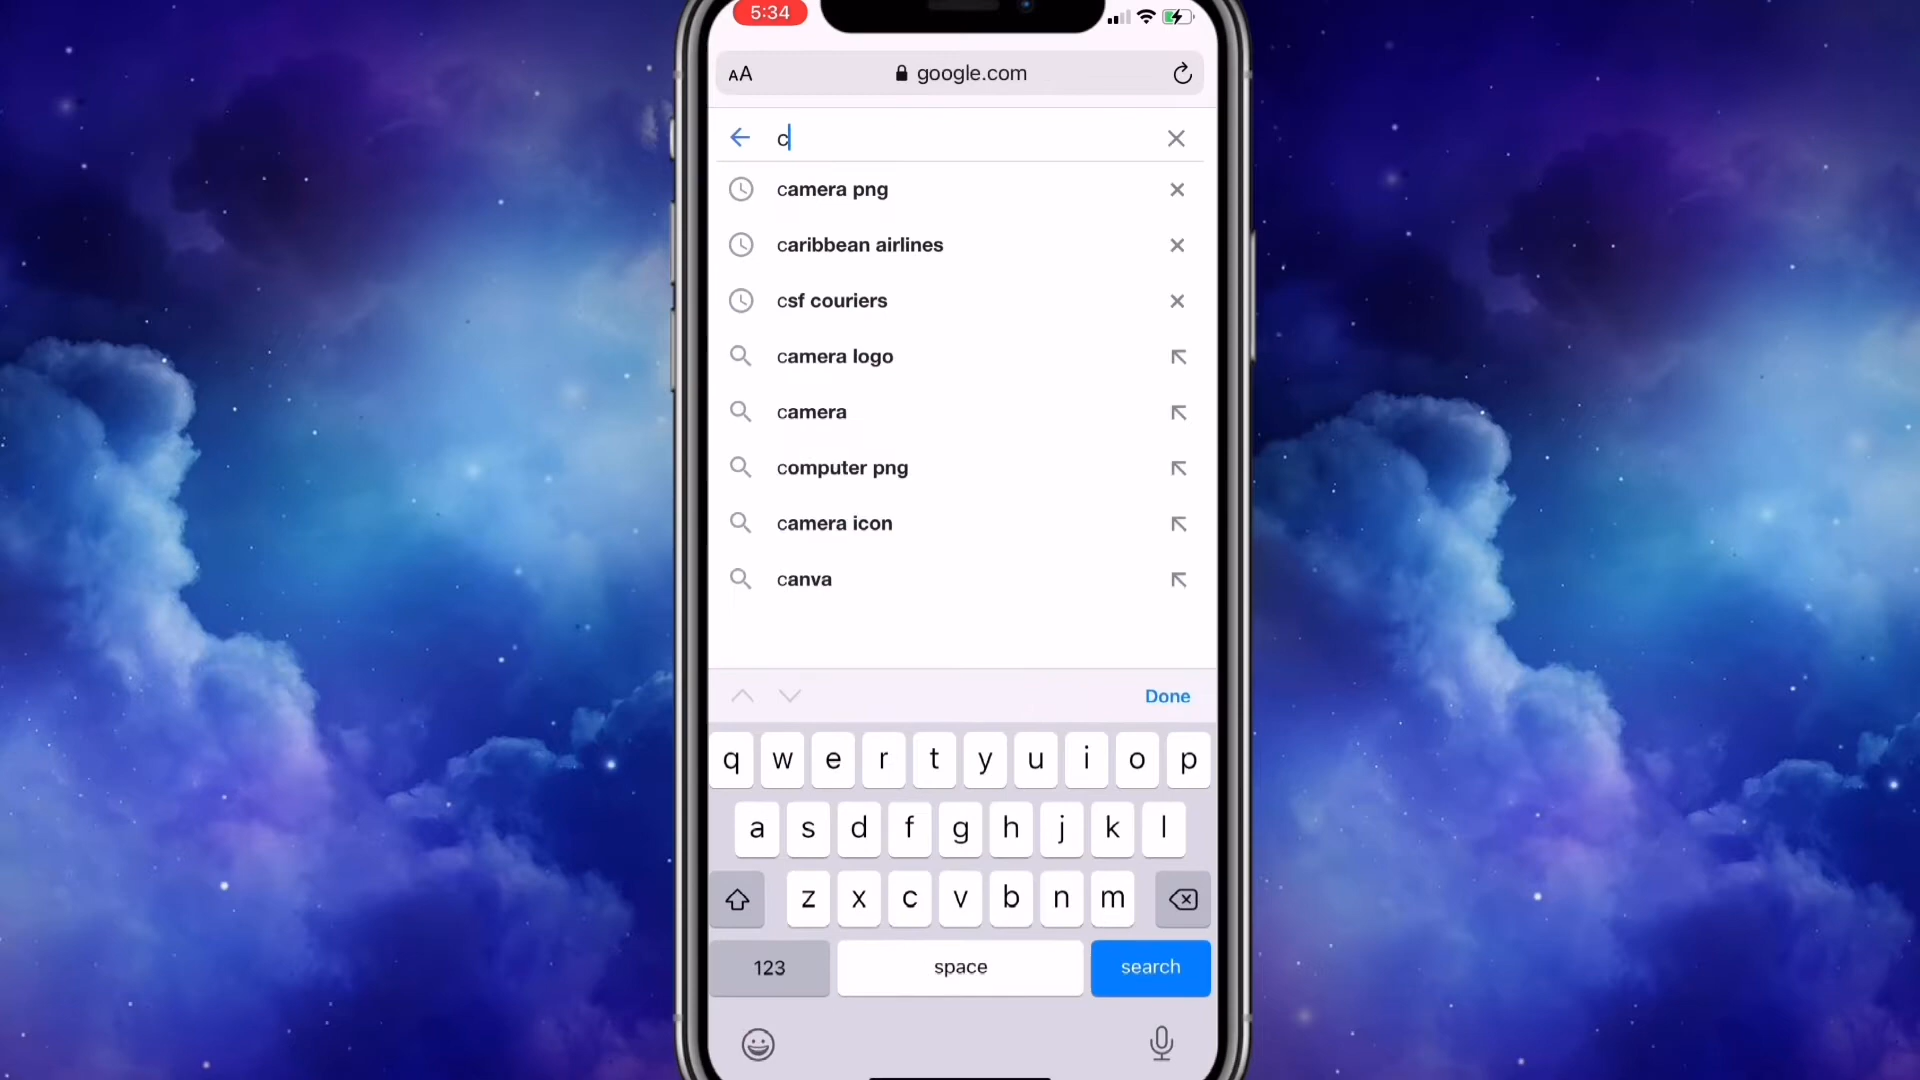 5:34
AA google.com
c
camera png
caribbean airlines
csf couriers
camera logo
camera
computer png
camera icon
canva
Done
q w e r t y u i o p
a s d f g h j k l
z x c v b n m
123 space search